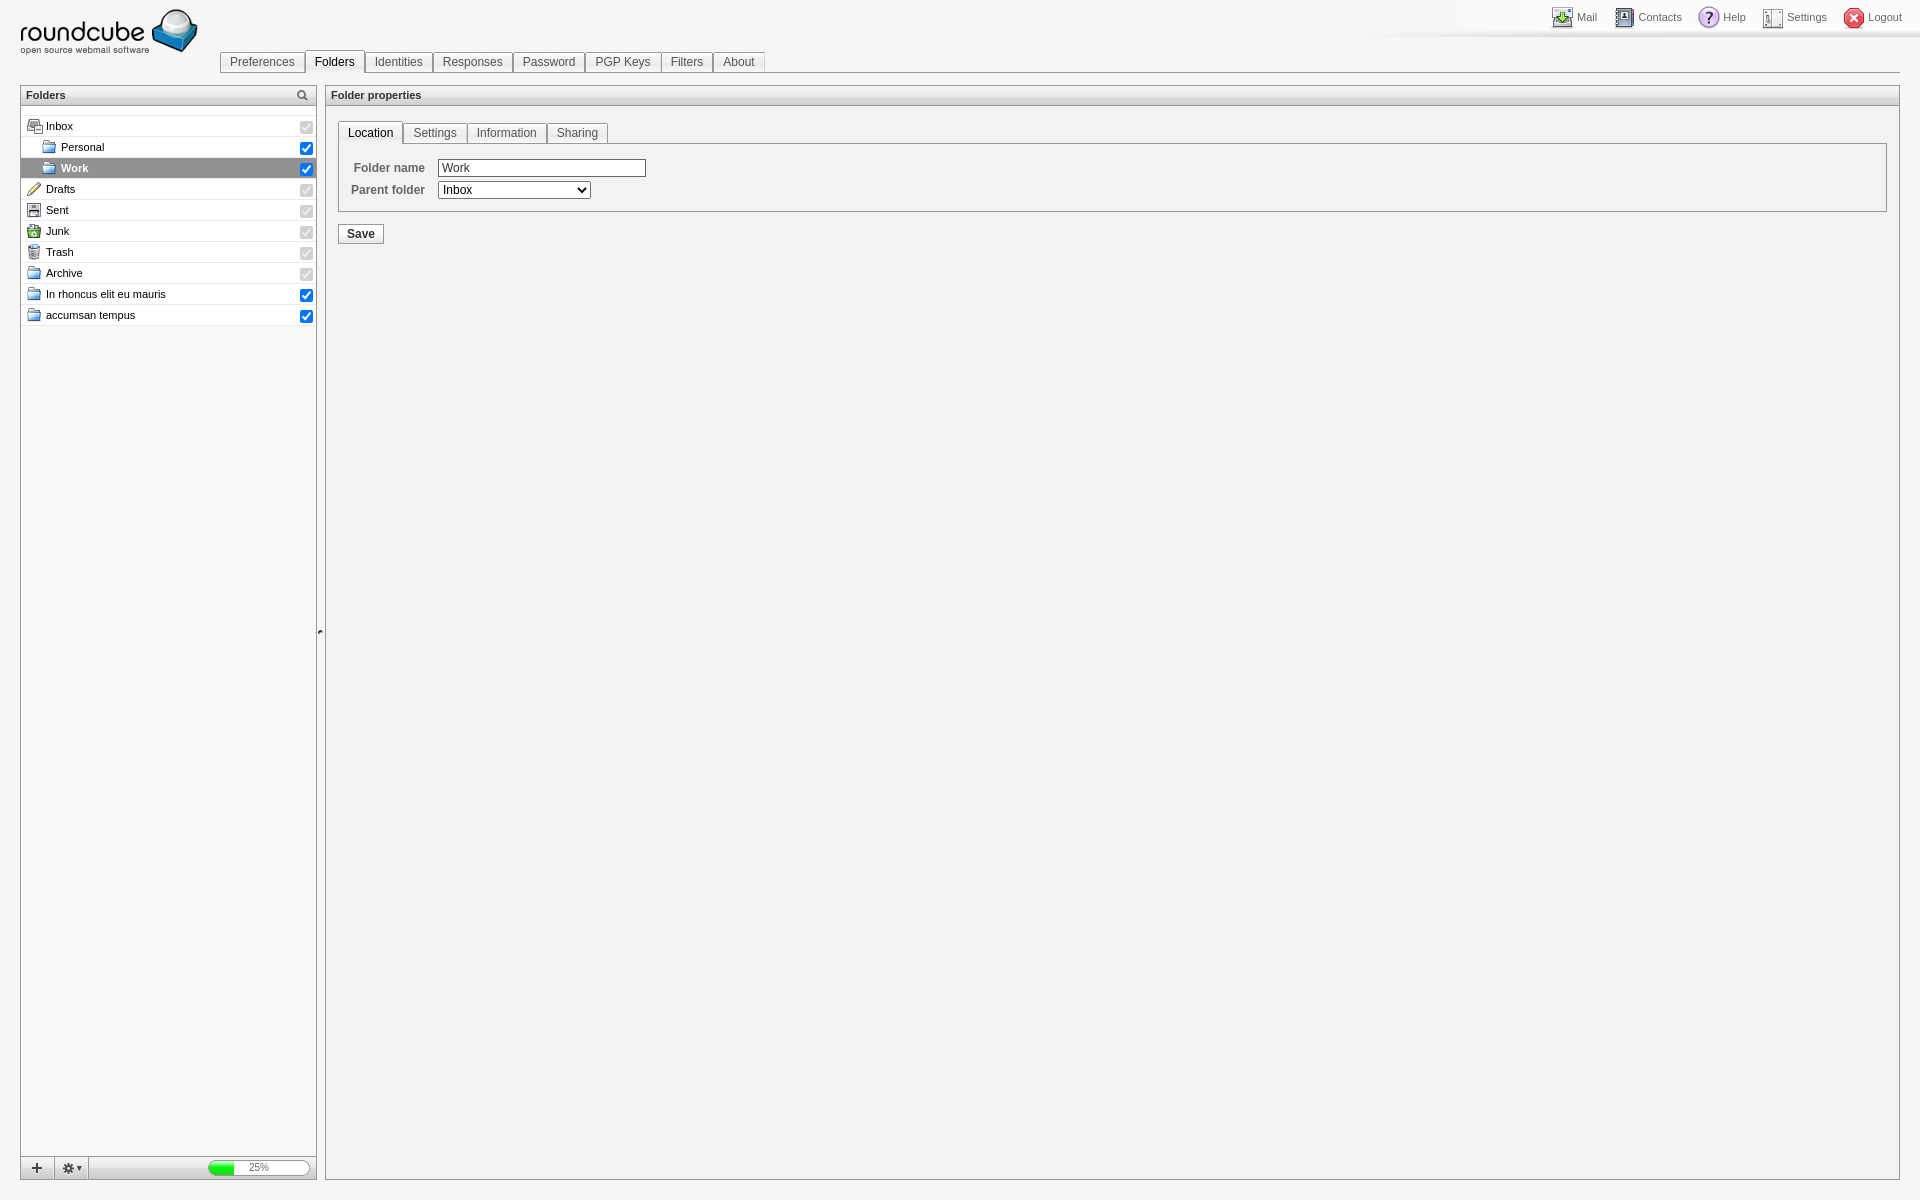 roundcube
open source webmail software
Mail Contacts Help Settings Logout
Preferences Folders Identities Responses Password PGP Keys Filters About
Folders
Inbox
Personal
Work
Drafts
Sent
Junk
Trash
Archive
In rhoncus elit eu mauris
accumsan tempus
25%
Folder properties
Location Settings Information Sharing
Folder name Work
Parent folder Inbox
Save